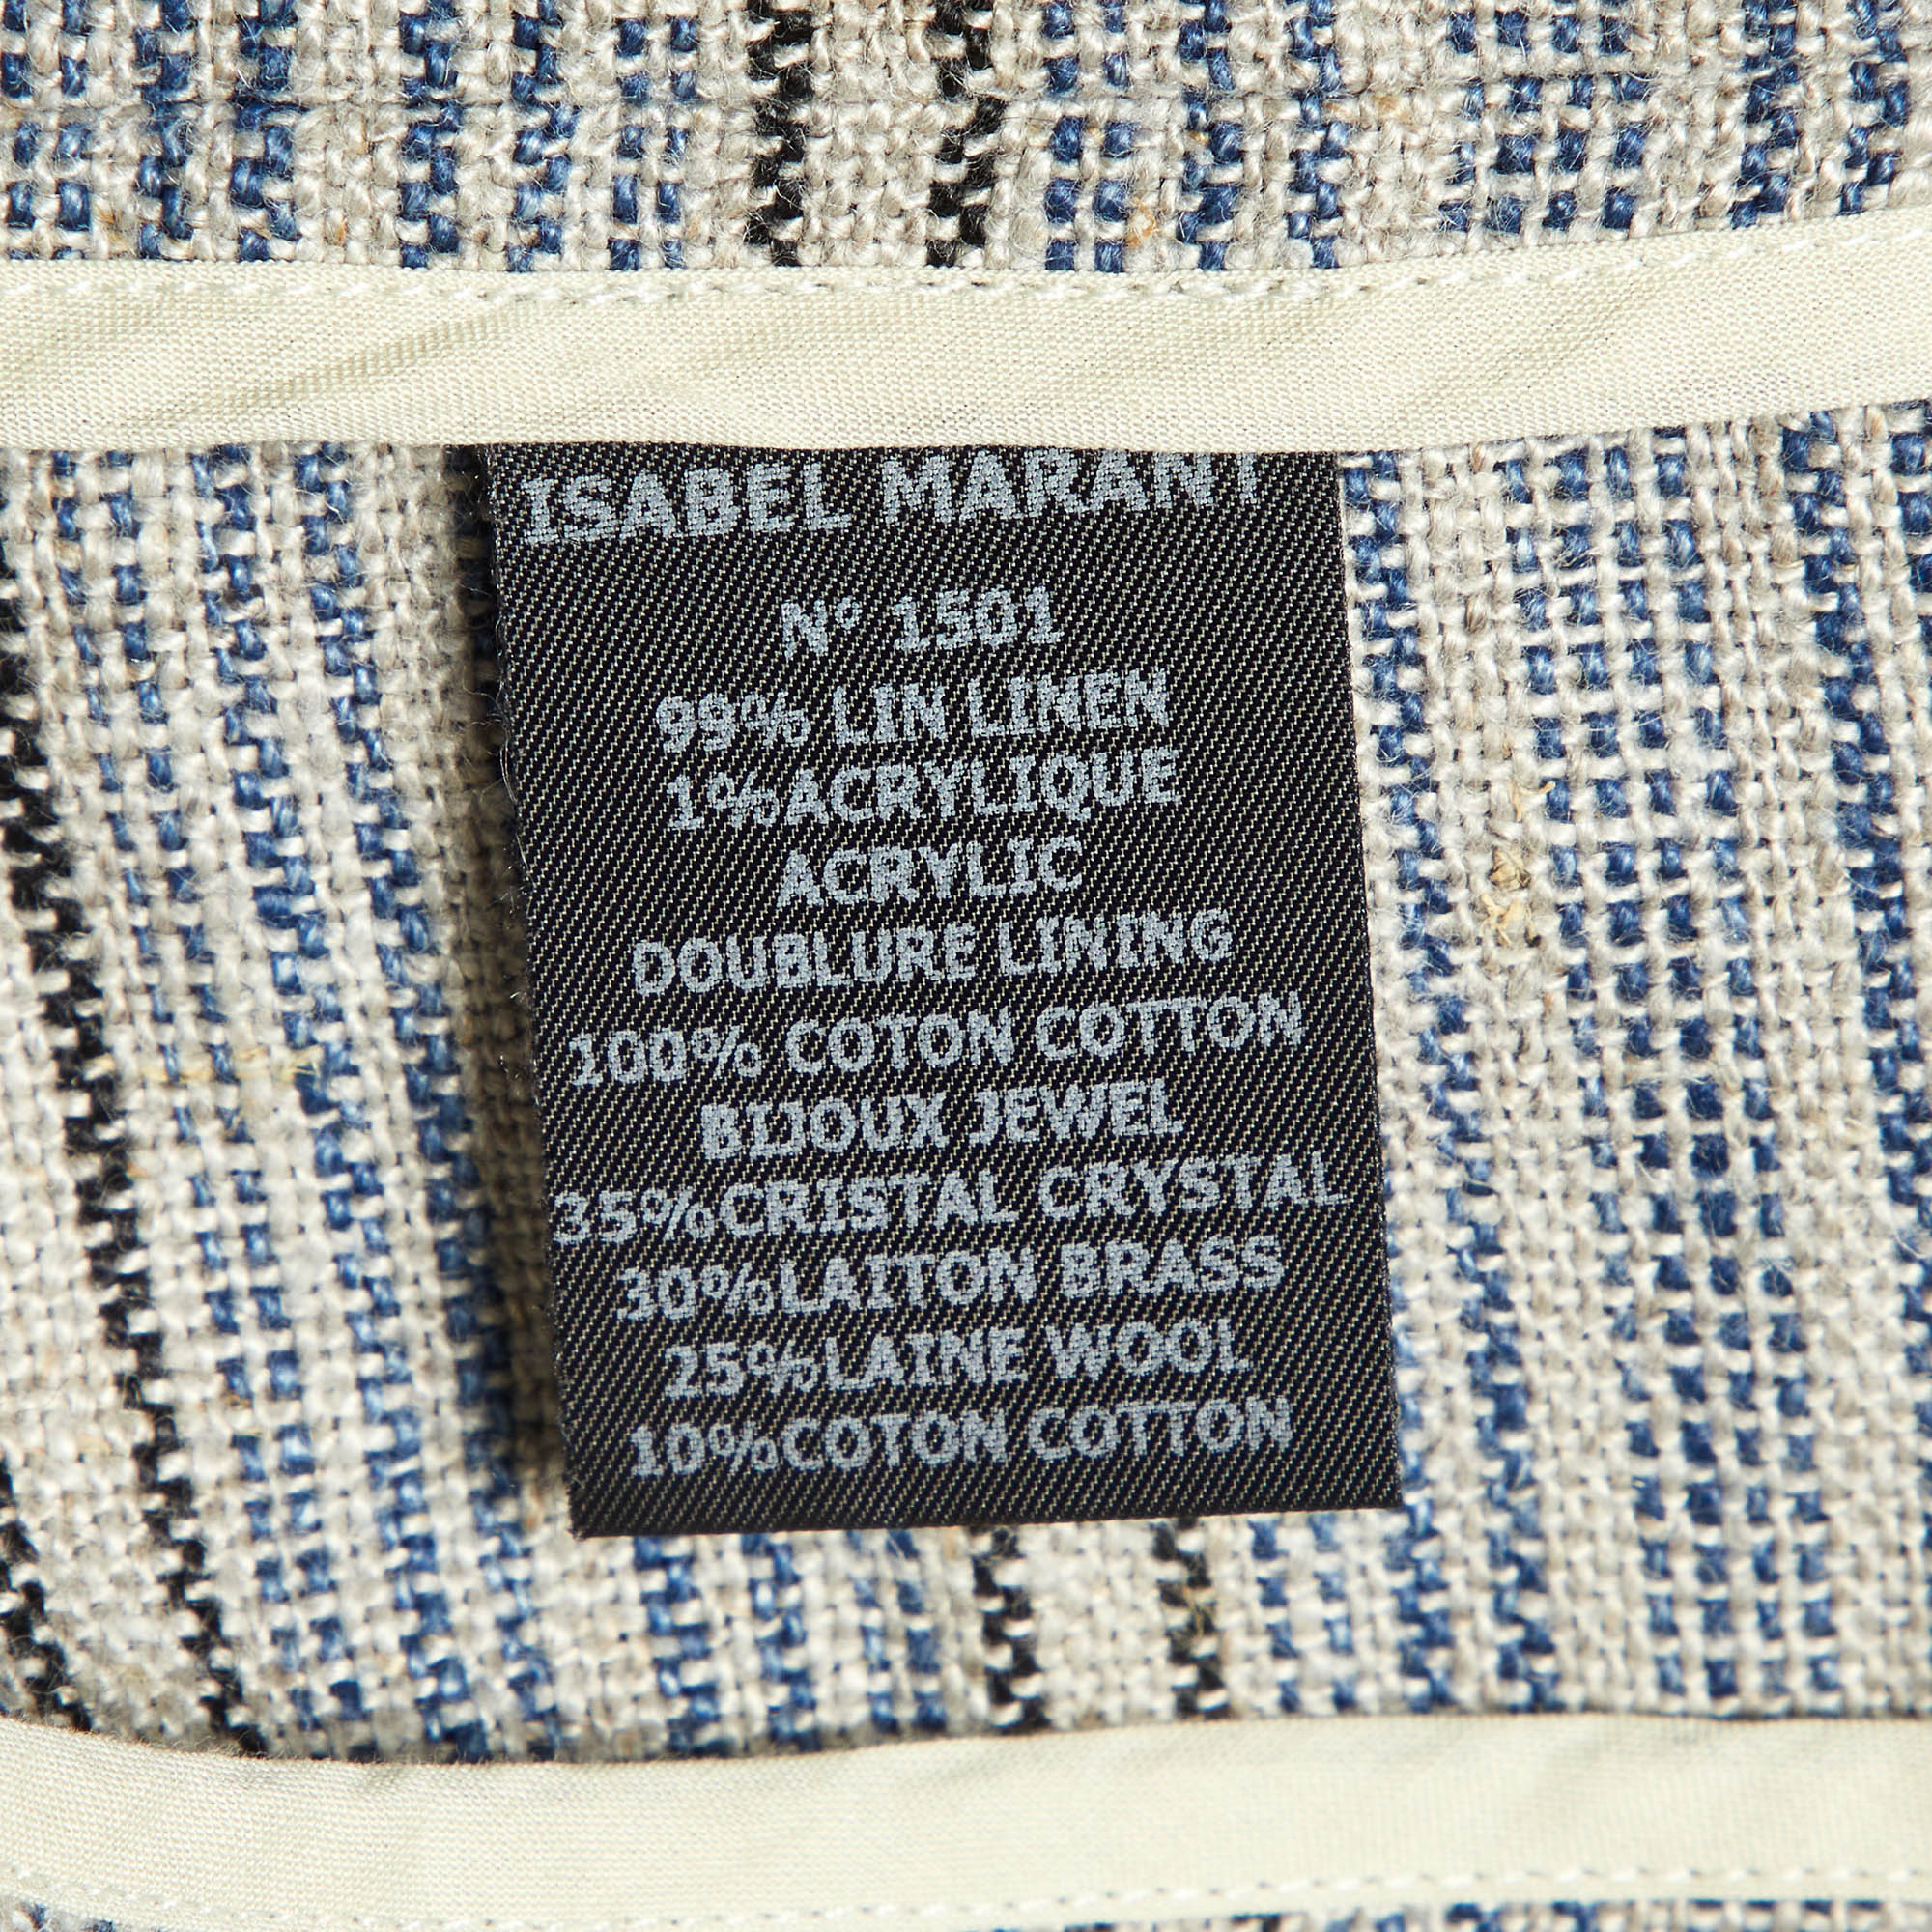 ISABEL MARANT
Nº 1501
99% LIN LINEN
1%ACRYLIQUE
ACRYLIC
DOUBLURE LINING
100% COTON COTTON
BIJOUX JEWEL
35%CRISTAL CRYSTAL
30%LAITON BRASS
25%LAINE WOOL
10%COTON COTTON